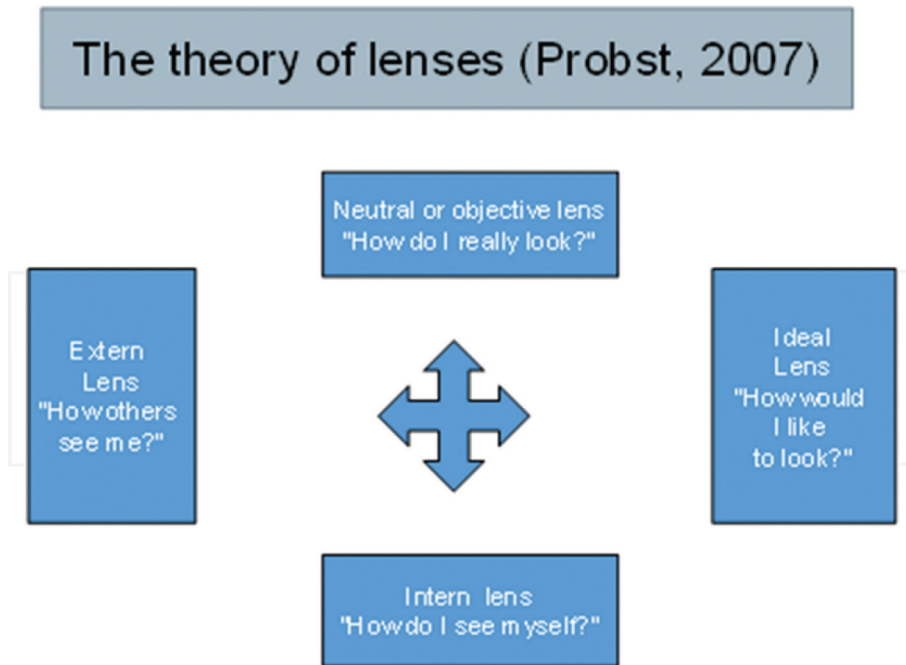 The theory of lenses (Probst, 2007)
Neutral or objective lens
"How do I really look?"
Extern
Lens
"How others
see me?"
Ideal
Lens
"How would
I like
to look?"
Intern lens
"How do I see myself?"